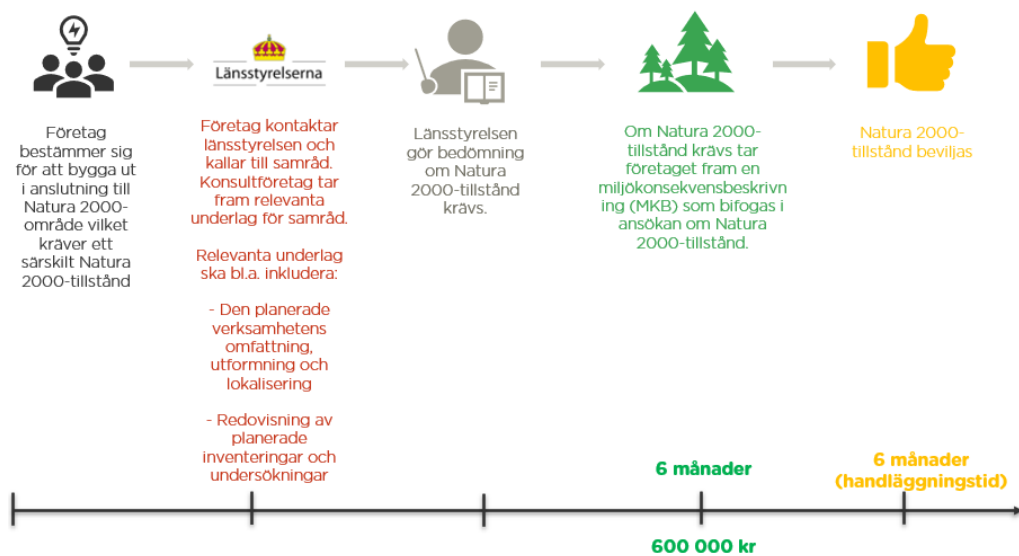 Länsstyrelserna
Företag
bestämmer sig
för att bygga ut
i anslutning till
Natura 2000-
område vilket
kräver ett
särskilt Natura
2000-tillstånd
Företag kontaktar
länsstyrelsen och
kallar till samråd.
Konsultföretag tar
fram relevanta
underlag för samråd.
Relevanta underlag
ska bl.a. inkludera:
- Den planerade
verksamhetens
omfattning,
utformning och
lokalisering
- Redovisning av
planerade
inventeringar och
undersökningar
Länsstyrelsen
gör bedömning
om Natura
2000-tillstånd
krävs.
Om Natura 2000-
tillstånd krävs tar
företaget fram en
miljökonsekvensbeskrivn
ing (MKB) som bifogas i
ansökan om Natura
2000-tillstånd.
Natura 2000-
tillstånd beviljas
6 månader
6 månader
(handläggningstid)
600 000 kr